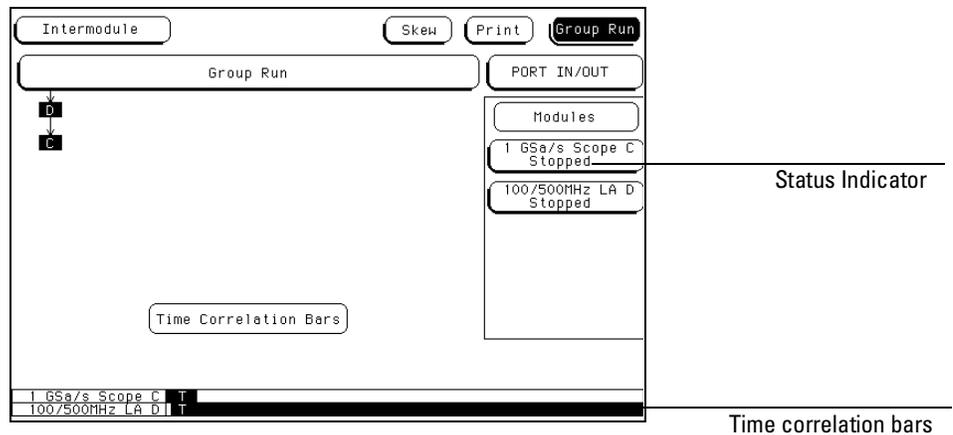 Intermodule
Skew
Print
Group Run
Group Run
PORT IN/OUT
D
C
Modules
1 GSa/s Scope C
Stopped
100/500MHz LA D
Stopped
Status Indicator
Time Correlation Bars
1 GSa/s Scope C T
100/500MHz LA D T
Time correlation bars